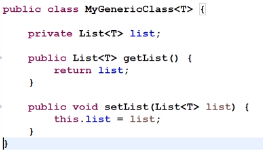 public class MyGenericClass<T> {
private List<T> list;
public List<T> getList() {
return list;
}
public void setList(List<T> list) {
this.list = list;
}
}